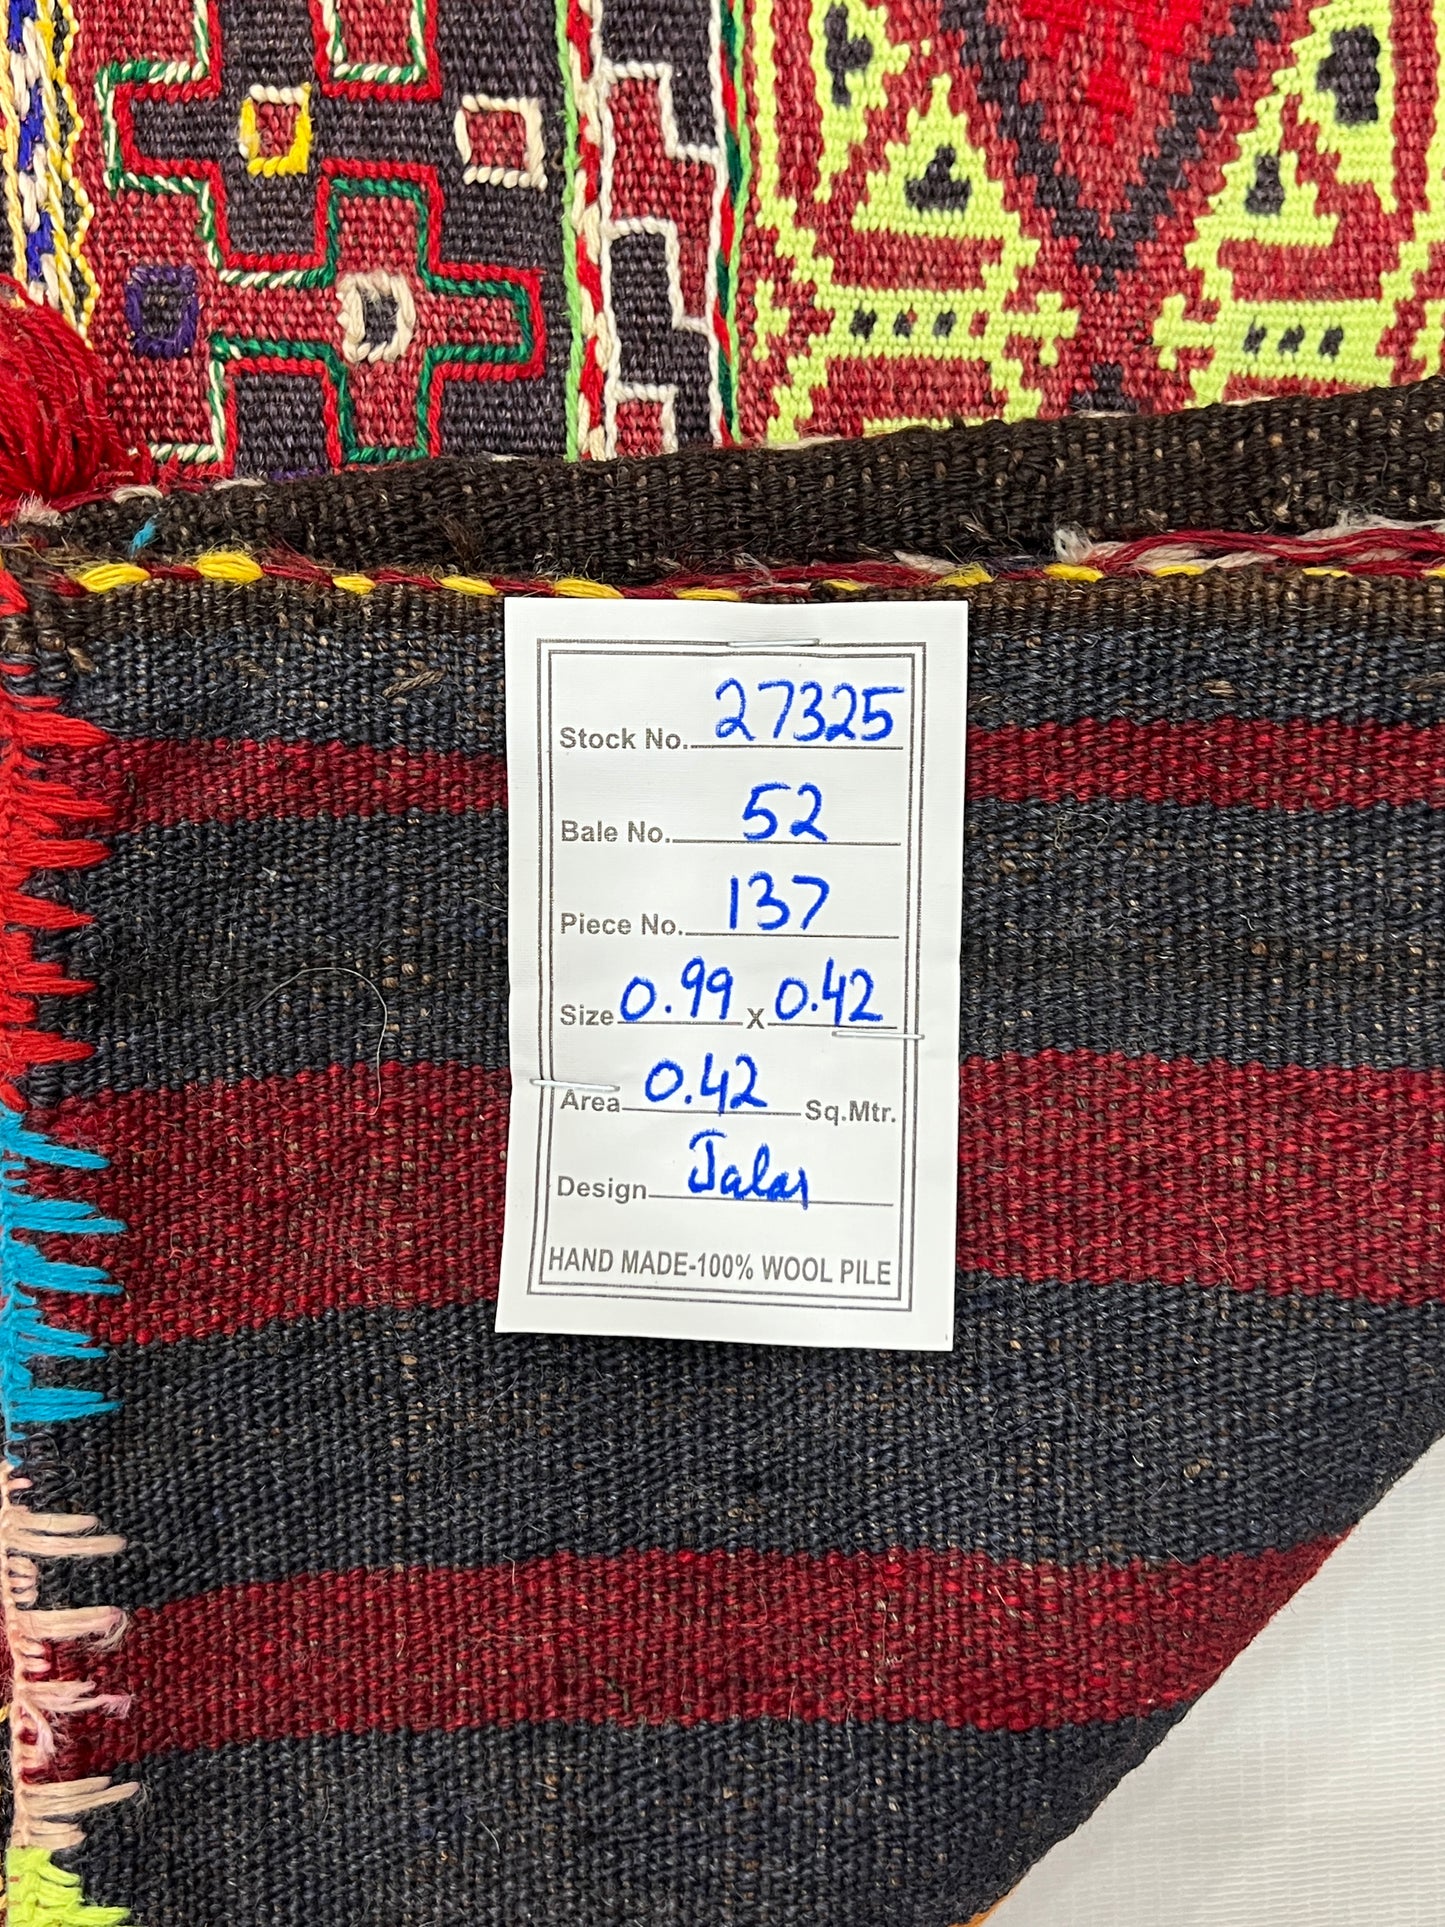 Stock No. 27325
Bale No. 52
Piece No. 137
Size 0.99 x 0.42
Area 0.42 Sq.Mtr.
Design Jalar
HAND MADE-100% WOOL PILE